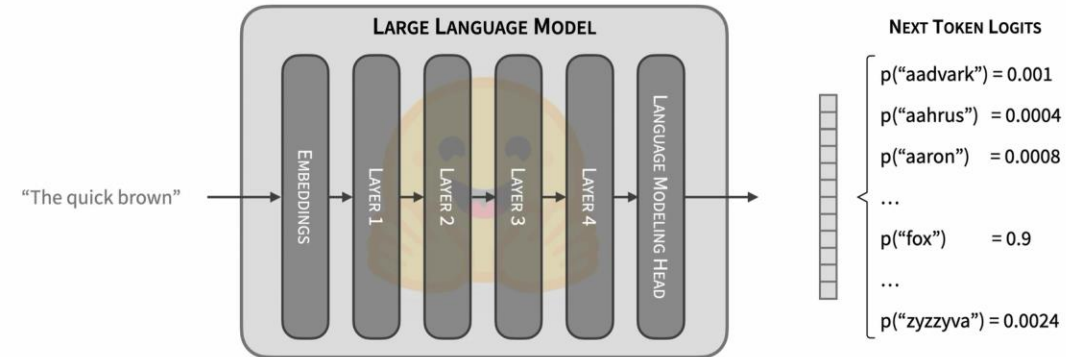 LARGE LANGUAGE MODEL
NEXT TOKEN LOGITS
"The quick brown"
EMBEDDINGS
LAYER 1
LAYER 2
LAYER 3
LAYER 4
LANGUAGE MODELING HEAD
p("aadvark") = 0.001
p("aahrus") = 0.0004
p("aaron") = 0.0008
...
p("fox") = 0.9
...
p("zyzzyva") = 0.0024